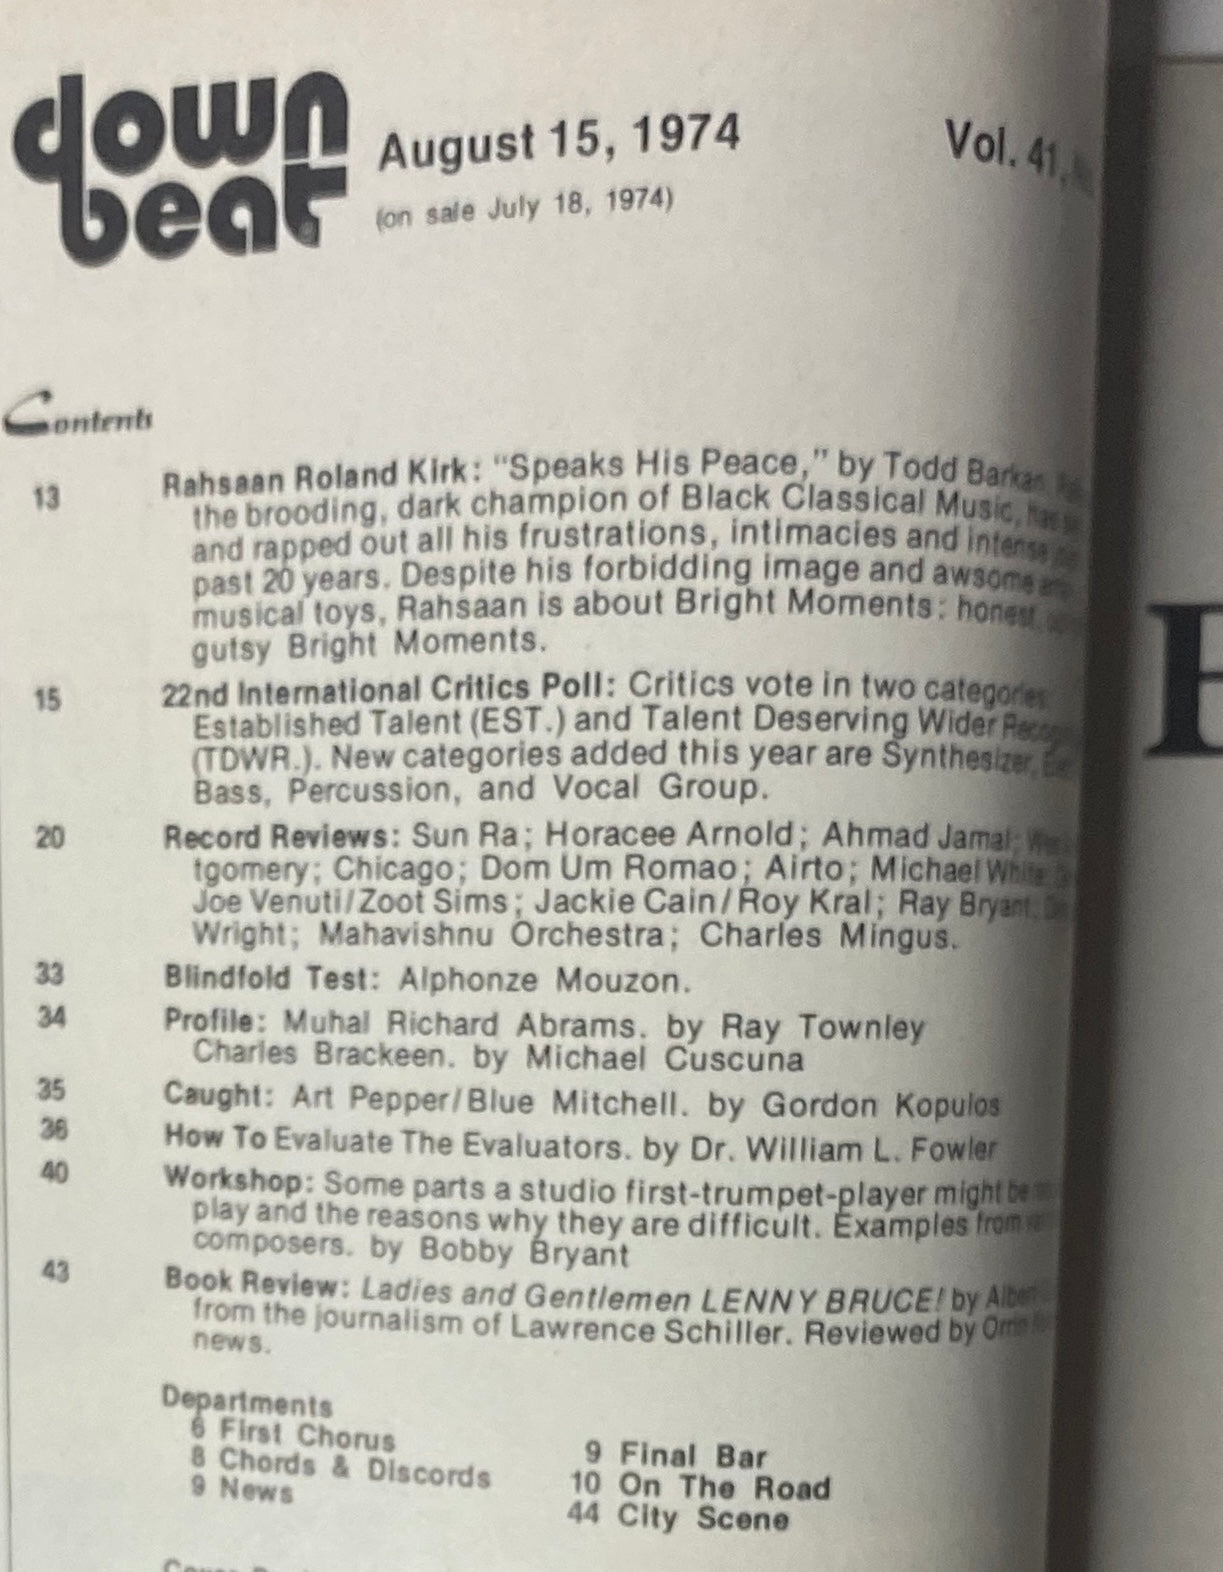 down
beat
August 15, 1974
Vol. 41,
(on sale July 18, 1974)
Contents
13 Rahsaan Roland Kirk: "Speaks His Peace," by Todd Barkan.
the brooding, dark champion of Black Classical Music, has
and rapped out all his frustrations, intimacies and intense
past 20 years. Despite his forbidding image and awsome
musical toys, Rahsaan is about Bright Moments: honest,
gutsy Bright Moments.
15 22nd International Critics Poll: Critics vote in two categories:
Established Talent (EST.) and Talent Deserving Wider
(TDWR.). New categories added this year are Synthesizer,
Bass, Percussion, and Vocal Group.
20 Record Reviews: Sun Ra; Horacee Arnold; Ahmad Jamal;
tgomery; Chicago; Dom Um Romao; Airto; Michael White;
Joe Venuti/Zoot Sims; Jackie Cain/Roy Kral; Ray Bryant;
Wright; Mahavishnu Orchestra; Charles Mingus.
33 Blindfold Test: Alphonze Mouzon.
34 Profile: Muhal Richard Abrams. by Ray Townley
Charles Brackeen. by Michael Cuscuna
35 Caught: Art Pepper/Blue Mitchell. by Gordon Kopulos
36 How To Evaluate The Evaluators. by Dr. William L. Fowler
40 Workshop: Some parts a studio first-trumpet-player might be
play and the reasons why they are difficult. Examples from
composers. by Bobby Bryant
43 Book Review: Ladies and Gentlemen LENNY BRUCE! by Albert
from the journalism of Lawrence Schiller. Reviewed by Orrin
news.
Departments
6 First Chorus
8 Chords & Discords
9 News
9 Final Bar
10 On The Road
44 City Scene